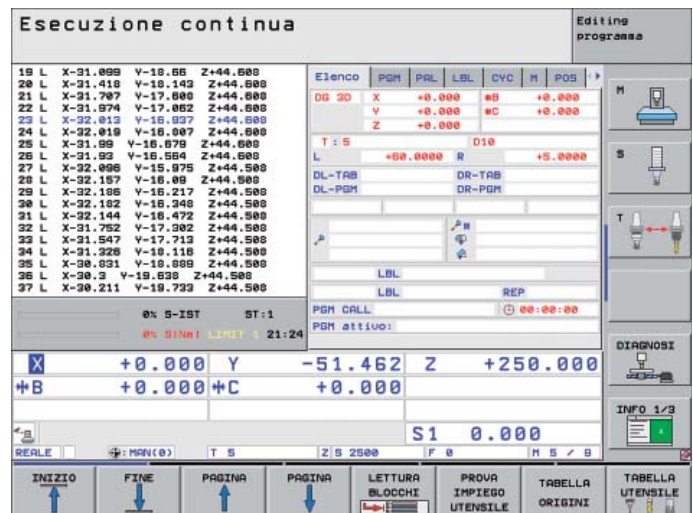 Esecuzione continua
Editing programma
19 L X-31.099 Y-18.66 Z+44.608
20 L X-31.418 Y-18.143 Z+44.608
21 L X-31.707 Y-17.608 Z+44.608
22 L X-31.974 Y-17.062 Z+44.608
23 L X-32.013 Y-16.937 Z+44.608
24 L X-32.019 Y-16.807 Z+44.608
25 L X-31.99 Y-16.679 Z+44.608
26 L X-31.93 Y-16.564 Z+44.608
27 L X-32.096 Y-15.975 Z+44.508
28 L X-32.157 Y-16.09 Z+44.508
29 L X-32.186 Y-16.217 Z+44.508
30 L X-32.182 Y-16.348 Z+44.508
31 L X-32.144 Y-16.472 Z+44.508
32 L X-31.752 Y-17.302 Z+44.508
33 L X-31.547 Y-17.713 Z+44.508
34 L X-31.326 Y-18.116 Z+44.508
35 L X-30.831 Y-18.889 Z+44.508
36 L X-30.3 Y-19.638 Z+44.508
37 L X-30.211 Y-19.733 Z+44.508
0% S-IST ST:1
0% S[Nm] LIMIT 1 21:24
Elenco PGM PAL LBL CYC M POS
DG 3D X +0.000 *B +0.000
Y +0.000 *C +0.000
Z +0.000
T : 5 D10
L +60.0000 R +5.0000
DL-TAB DR-TAB
DL-PGM DR-PGM
LBL
LBL REP
PGM CALL 00:00:00
PGM attivo:
X +0.000 Y -51.462 Z +250.000
B +0.000 C +0.000
S1 0.000
REALE MAN(0) T 5 Z S 2500 F 0 M 5 / 9
M
S
T
DIAGNOSI
INFO 1/3
INIZIO
FINE
PAGINA
PAGINA
LETTURA BLOCCHI
PROVA IMPIEGO UTENSILE
TABELLA ORIGINI
TABELLA UTENSILE